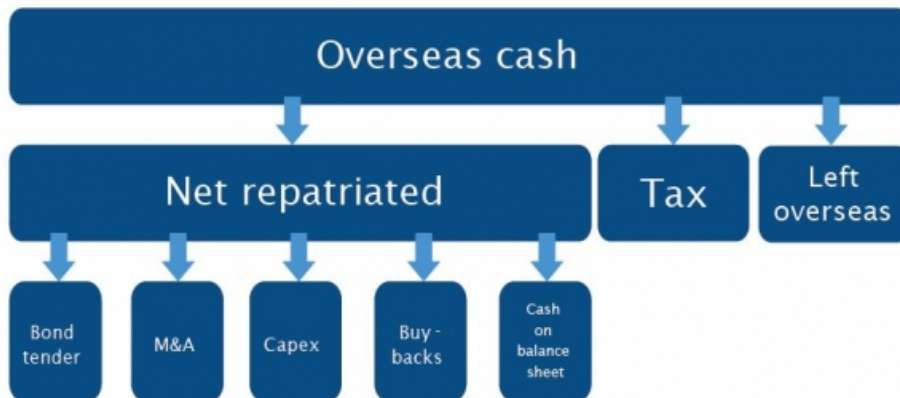 Overseas cash
Net repatriated
Tax
Left
overseas
Bond
tender
M&A
Capex
Buy-
backs
Cash
on
balance
sheet